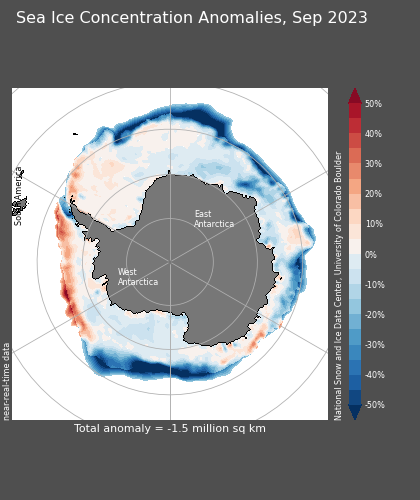 Sea Ice Concentration Anomalies, Sep 2023
South America
East
Antarctica
West
Antarctica
near-real-time data
National Snow and Ice Data Center, University of Colorado Boulder
50%
40%
30%
20%
10%
0%
-10%
-20%
-30%
-40%
-50%
Total anomaly = -1.5 million sq km